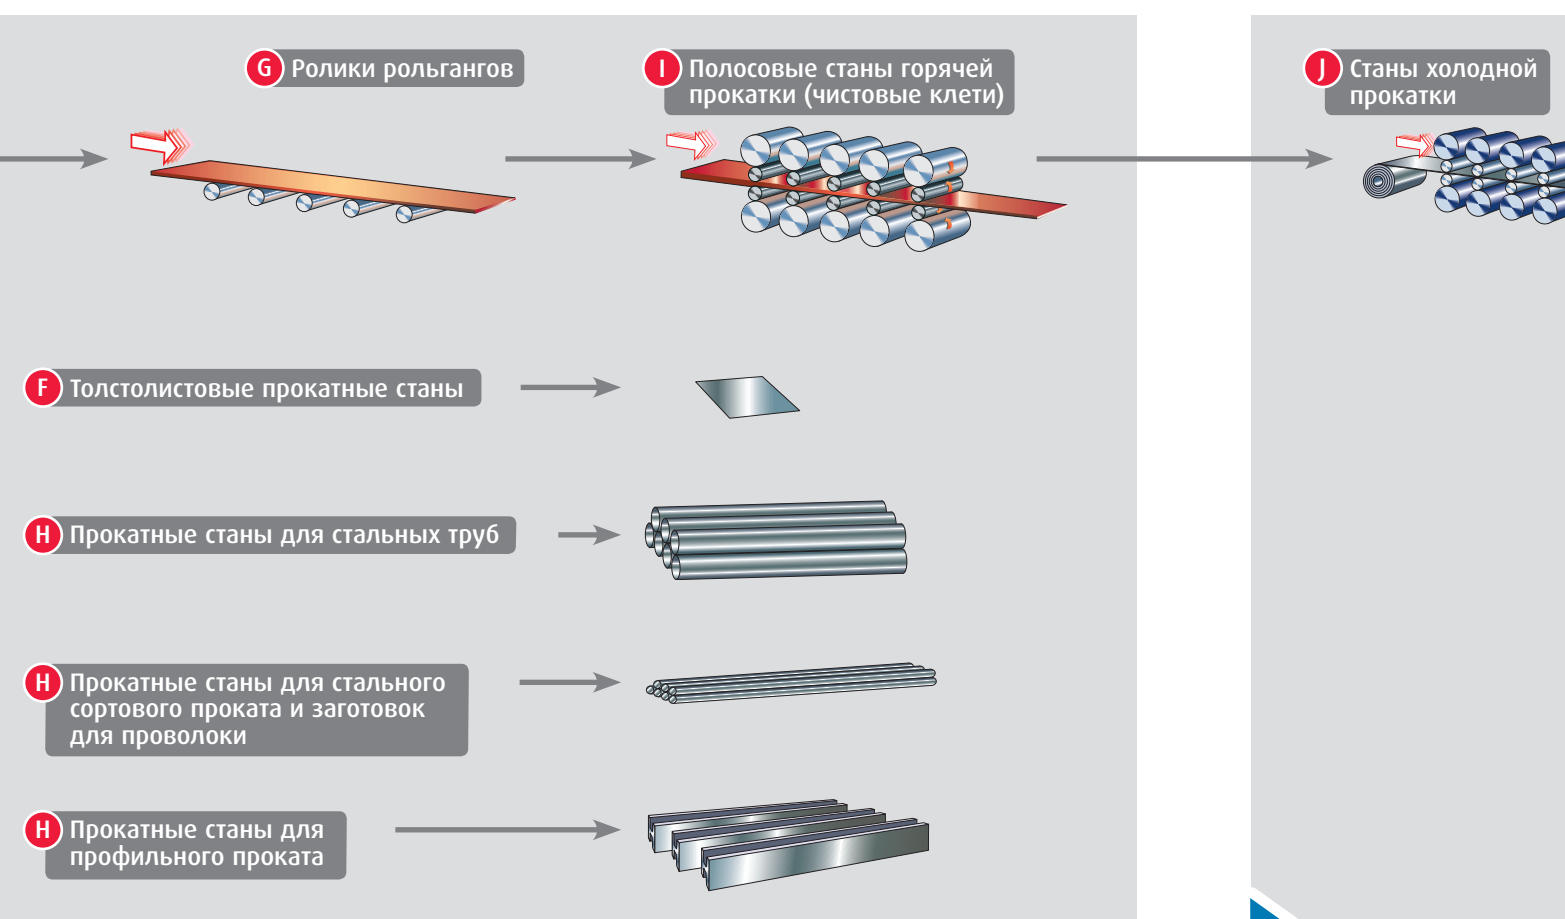 G Ролики рольгангов
I Полосовые станы горячей
прокатки (чистовые клети)
J Станы холодной
прокатки
F Толстолистовые прокатные станы
H Прокатные станы для стальных труб
H Прокатные станы для стального
сортового проката и заготовок
для проволоки
H Прокатные станы для
профильного проката